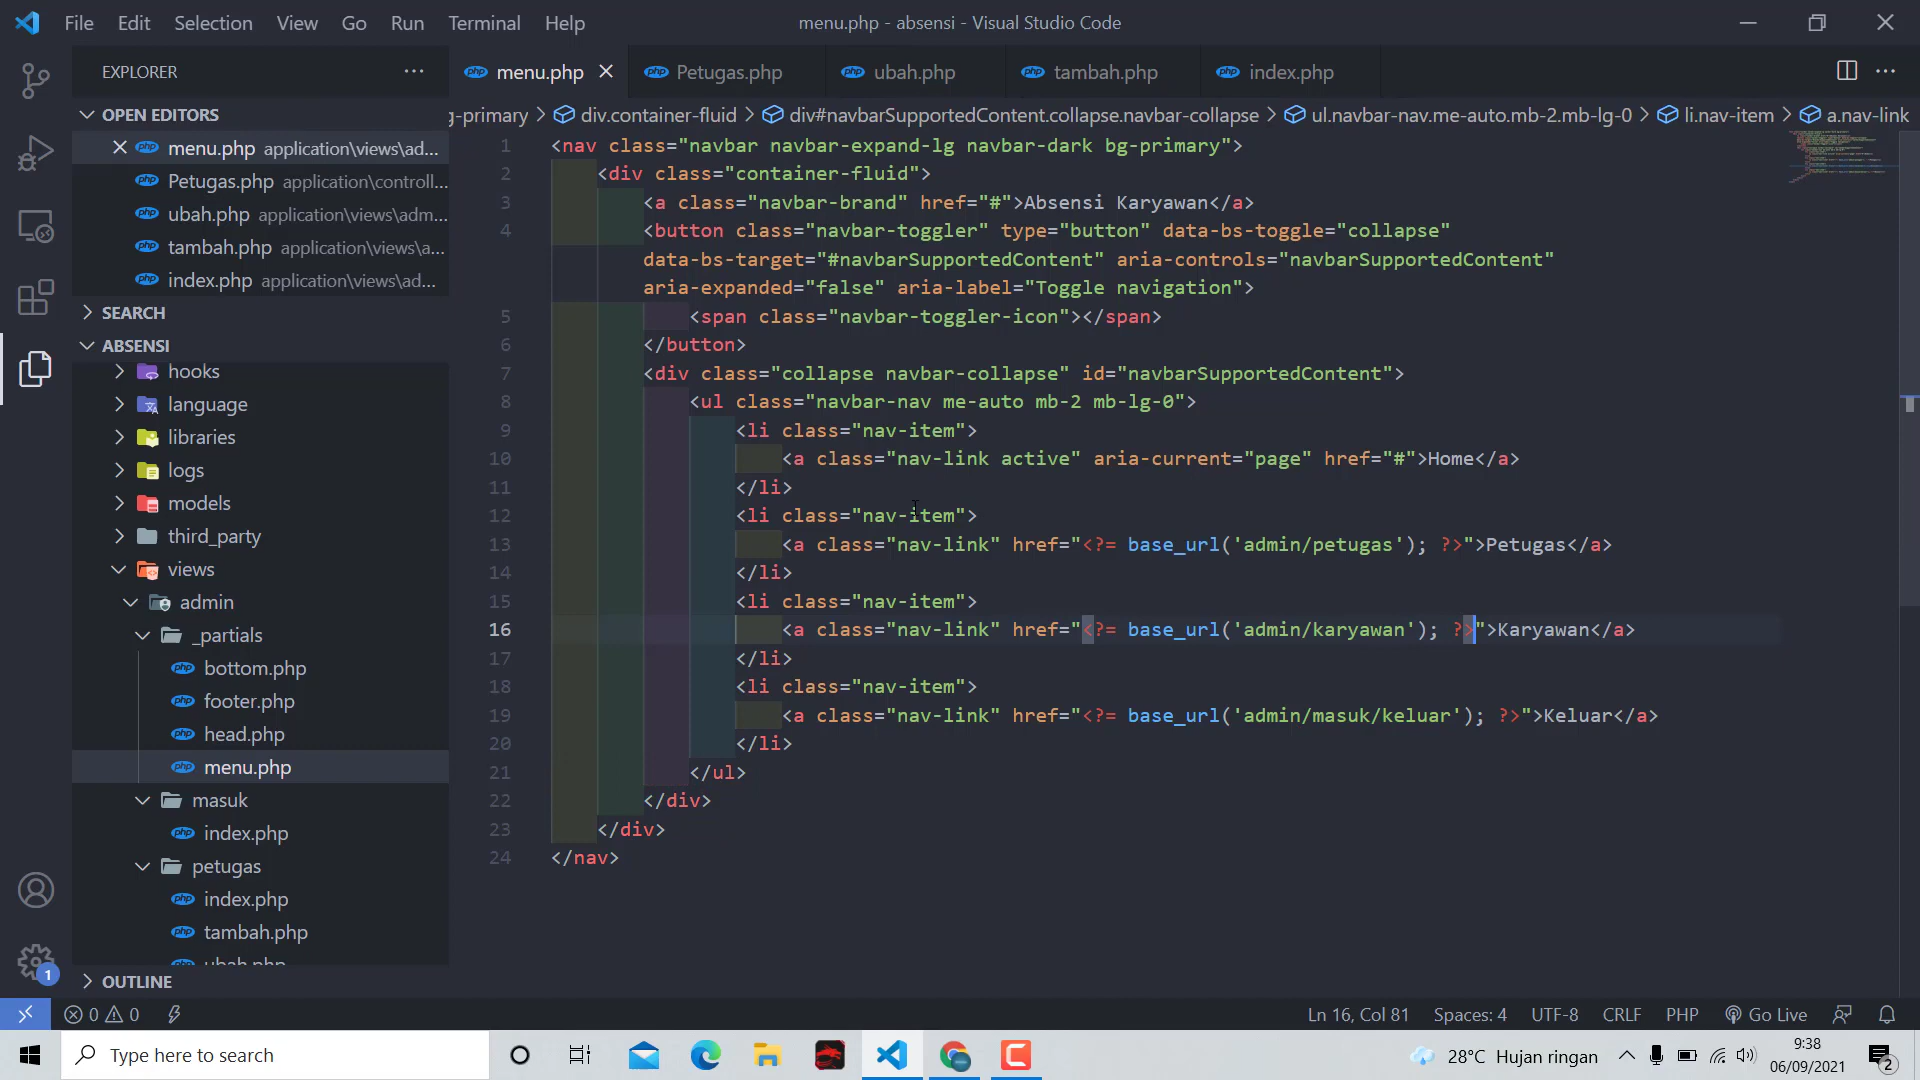 File Edit Selection View Go Run Terminal Help
menu.php - absensi - Visual Studio Code
EXPLORER
OPEN EDITORS
menu.php application\views\ad...
Petugas.php application\controll...
ubah.php application\views\adm...
tambah.php application\views\a...
index.php application\views\ad...
SEARCH
ABSENSI
hooks
language
libraries
logs
models
third_party
views
admin
_partials
bottom.php
footer.php
head.php
menu.php
masuk
index.php
petugas
index.php
tambah.php
ubah.php
OUTLINE
menu.php
Petugas.php
ubah.php
tambah.php
index.php
g-primary > div.container-fluid > div#navbarSupportedContent.collapse.navbar-collapse > ul.navbar-nav.me-auto.mb-2.mb-lg-0 > li.nav-item > a.nav-link
1 <nav class="navbar navbar-expand-lg navbar-dark bg-primary">
2 <div class="container-fluid">
3 <a class="navbar-brand" href="#">Absensi Karyawan</a>
4 <button class="navbar-toggler" type="button" data-bs-toggle="collapse"
data-bs-target="#navbarSupportedContent" aria-controls="navbarSupportedContent"
aria-expanded="false" aria-label="Toggle navigation">
5 <span class="navbar-toggler-icon"></span>
6 </button>
7 <div class="collapse navbar-collapse" id="navbarSupportedContent">
8 <ul class="navbar-nav me-auto mb-2 mb-lg-0">
9 <li class="nav-item">
10 <a class="nav-link active" aria-current="page" href="#">Home</a>
11 </li>
12 <li class="nav-item">
13 <a class="nav-link" href="<?= base_url('admin/petugas'); ?>">Petugas</a>
14 </li>
15 <li class="nav-item">
16 <a class="nav-link" href="<?= base_url('admin/karyawan'); ?>">Karyawan</a>
17 </li>
18 <li class="nav-item">
19 <a class="nav-link" href="<?= base_url('admin/masuk/keluar'); ?>">Keluar</a>
20 </li>
21 </ul>
22 </div>
23 </div>
24 </nav>
1
0 0
Ln 16, Col 81 Spaces: 4 UTF-8 CRLF PHP Go Live
Type here to search
28°C Hujan ringan
9:38
06/09/2021
2